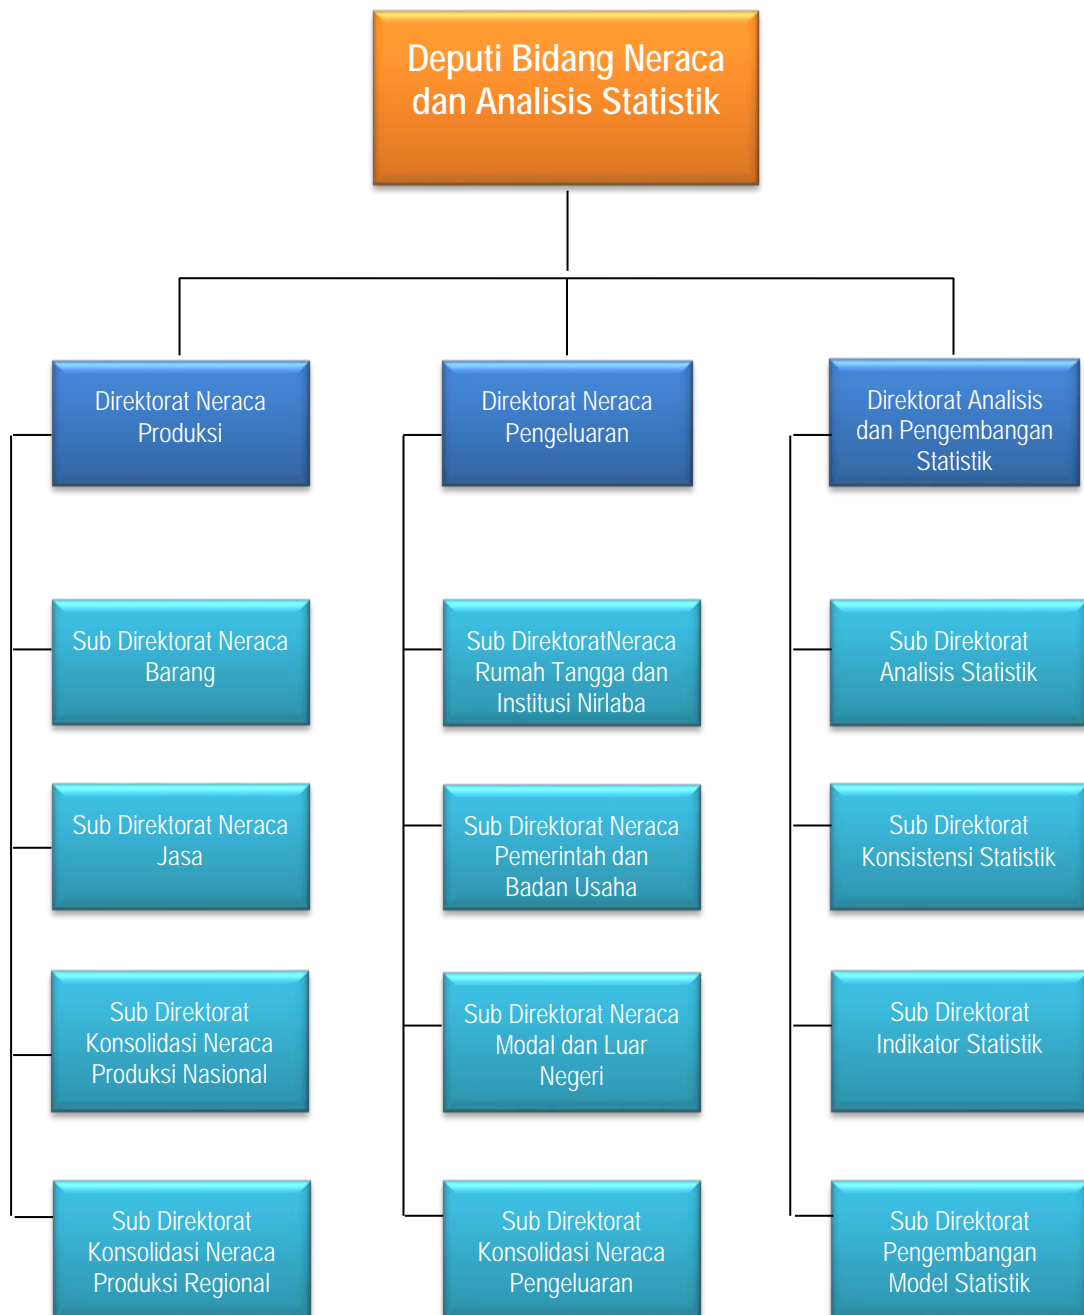 Deputi Bidang Neraca
dan Analisis Statistik
Direktorat Neraca
Produksi
Direktorat Neraca
Pengeluaran
Direktorat Analisis
dan Pengembangan
Statistik
Sub Direktorat Neraca
Barang
Sub DirektoratNeraca
Rumah Tangga dan
Institusi Nirlaba
Sub Direktorat
Analisis Statistik
Sub Direktorat Neraca
Jasa
Sub Direktorat Neraca
Pemerintah dan
Badan Usaha
Sub Direktorat
Konsistensi Statistik
Sub Direktorat
Konsolidasi Neraca
Produksi Nasional
Sub Direktorat Neraca
Modal dan Luar
Negeri
Sub Direktorat
Indikator Statistik
Sub Direktorat
Konsolidasi Neraca
Produksi Regional
Sub Direktorat
Konsolidasi Neraca
Pengeluaran
Sub Direktorat
Pengembangan
Model Statistik